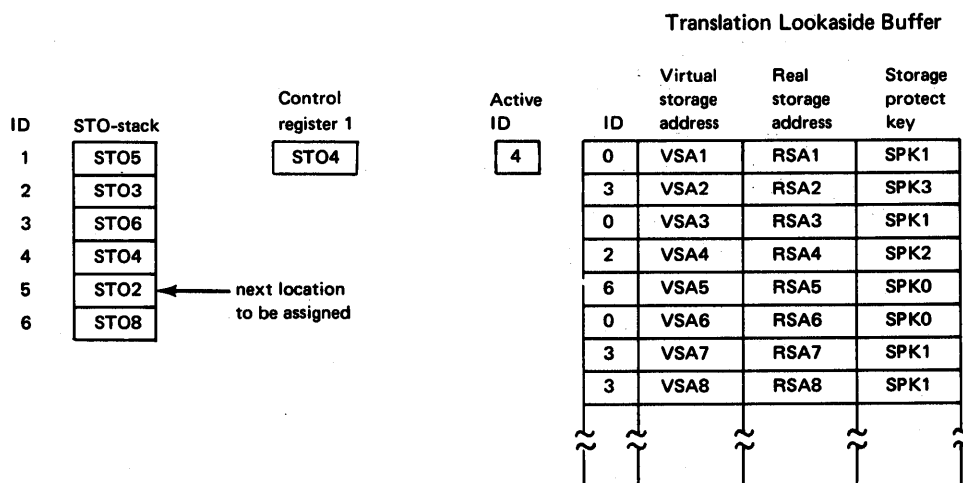 Translation Lookaside Buffer
Virtual Real Storage
Control Active storage storage protect
ID STO-stack register 1 ID ID address address key
1 STO5 STO4 4 0 VSA1 RSA1 SPK1
2 STO3 3 VSA2 RSA2 SPK3
3 STO6 0 VSA3 RSA3 SPK1
4 STO4 2 VSA4 RSA4 SPK2
5 STO2 next location 6 VSA5 RSA5 SPK0
to be assigned
6 STO8 0 VSA6 RSA6 SPK0
3 VSA7 RSA7 SPK1
3 VSA8 RSA8 SPK1